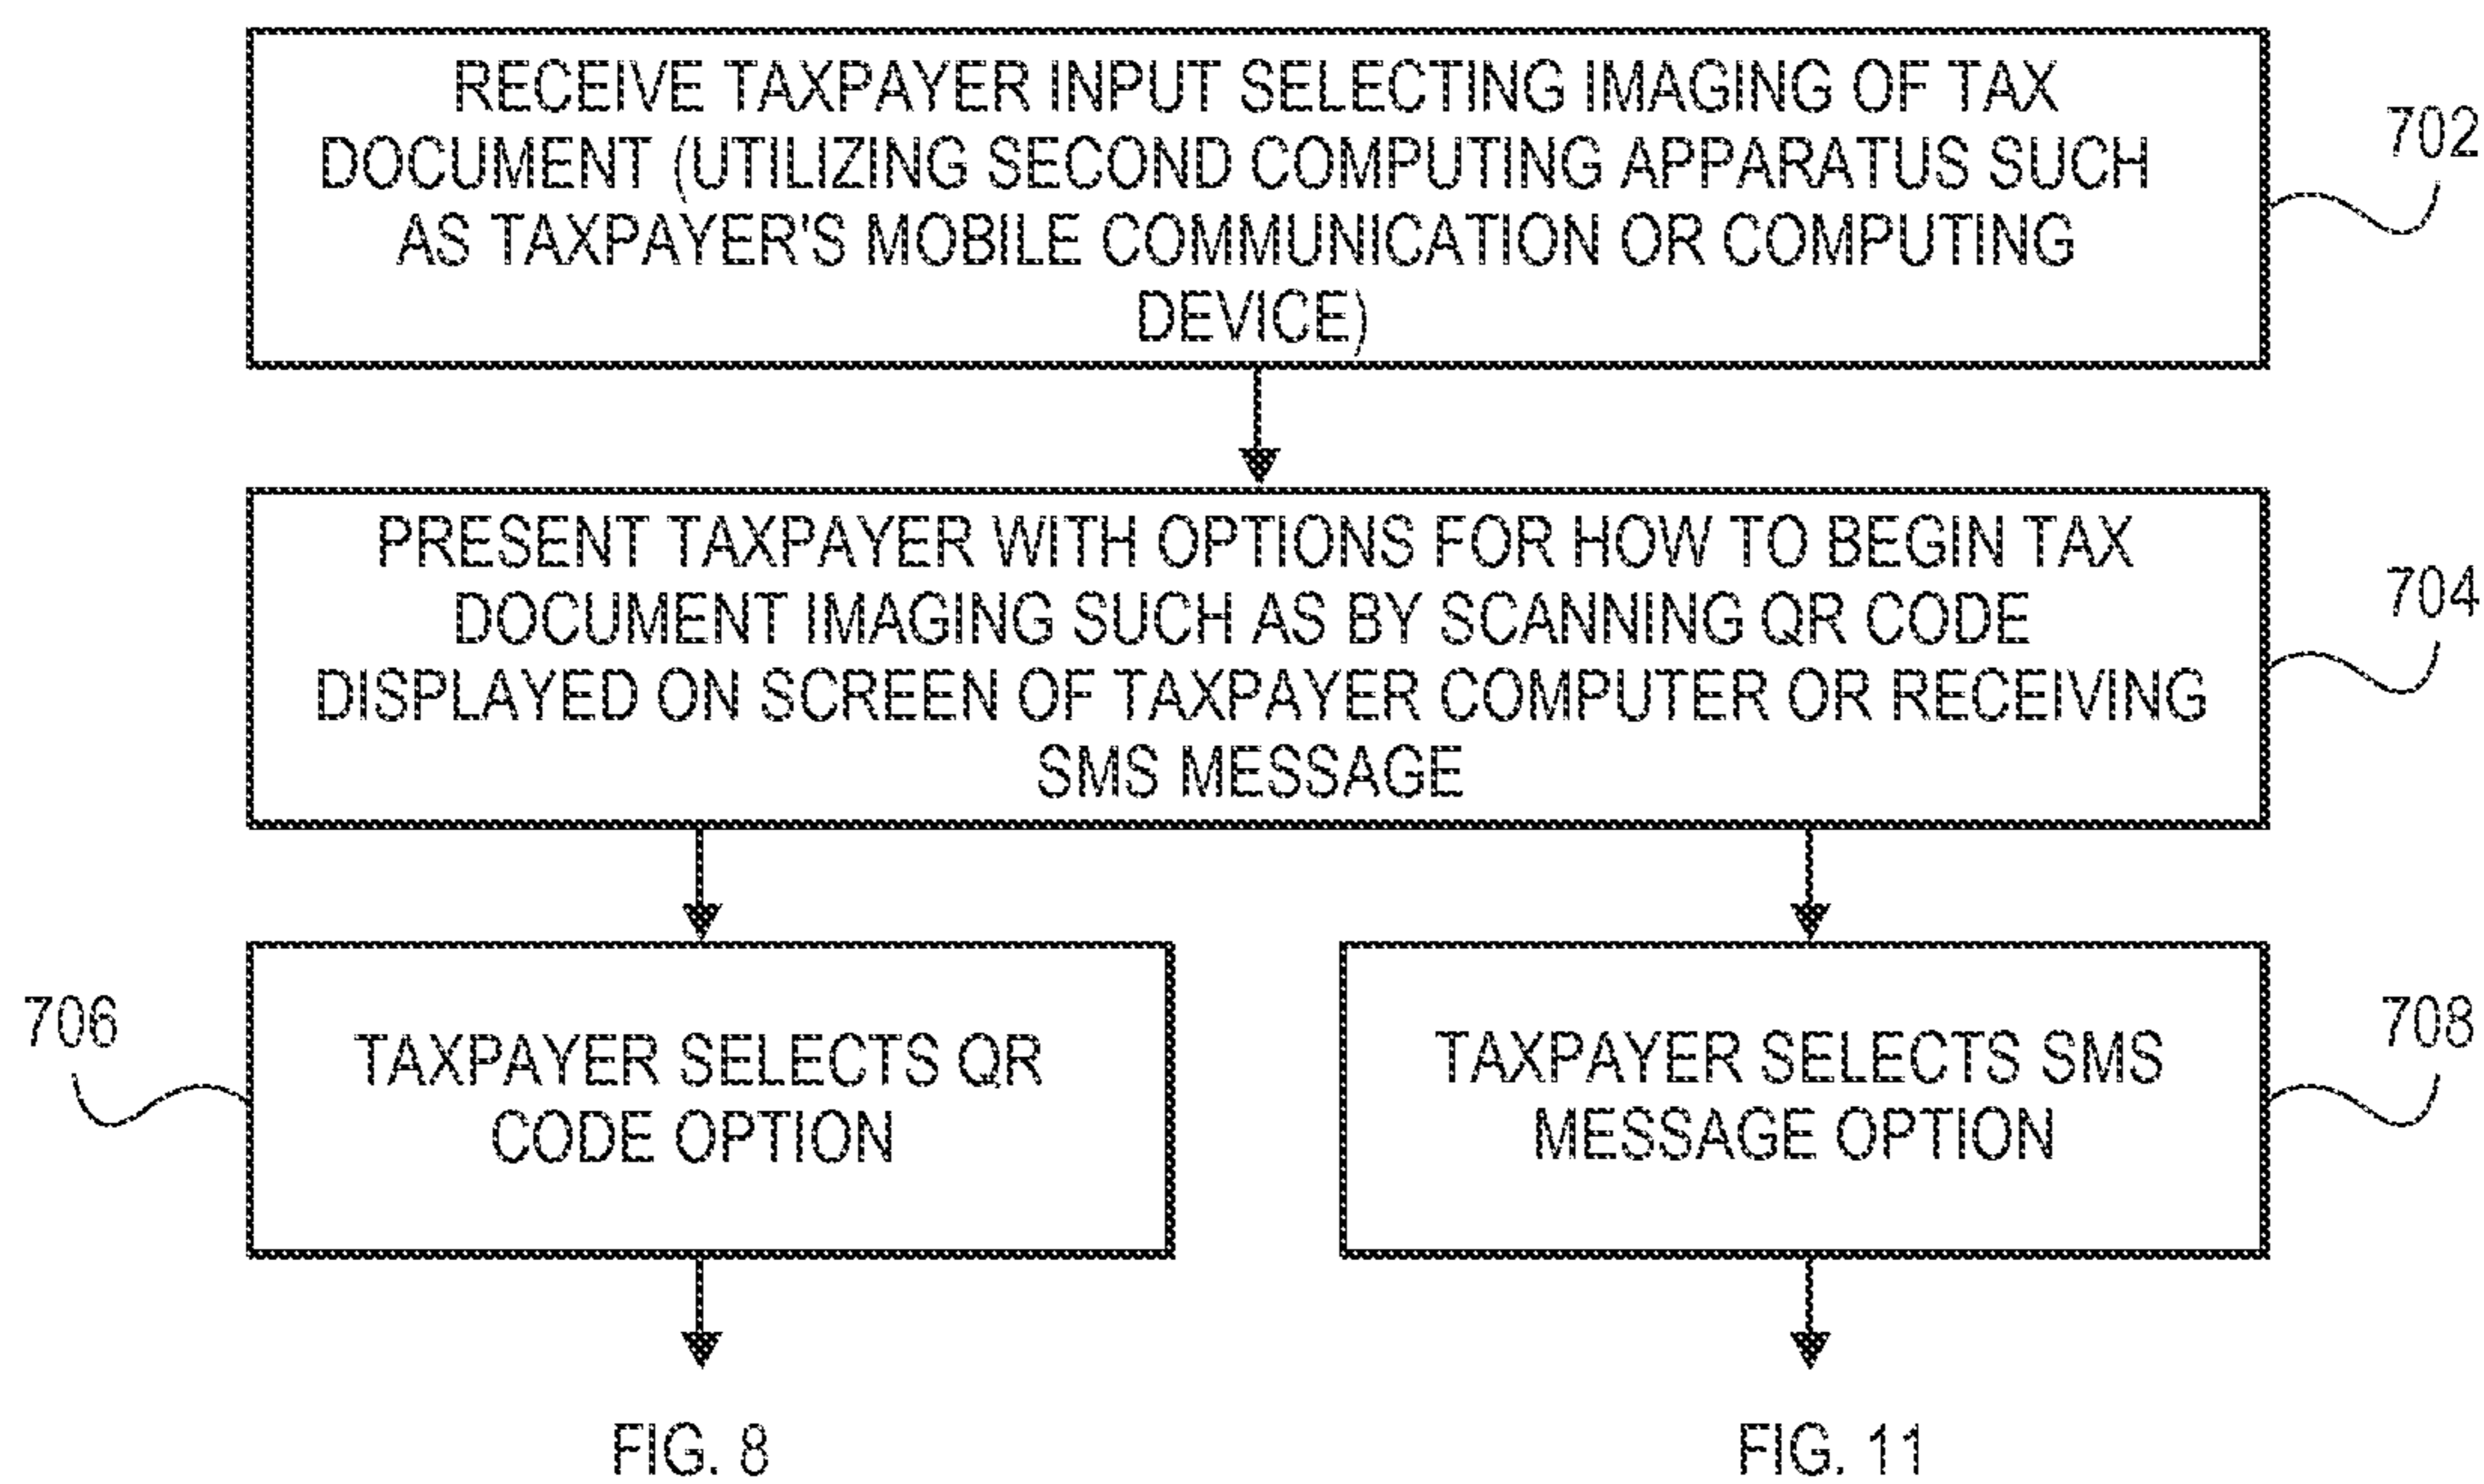 RECEIVE TAXPAYER INPUT SELECTING IMAGING OF TAX
DOCUMENT (UTILIZING SECOND COMPUTING APPARATUS SUCH
AS TAXPAYER'S MOBILE COMMUNICATION OR COMPUTING
DEVICE)
702
PRESENT TAXPAYER WITH OPTIONS FOR HOW TO BEGIN TAX
DOCUMENT IMAGING SUCH AS BY SCANNING QR CODE
DISPLAYED ON SCREEN OF TAXPAYER COMPUTER OR RECEIVING
SMS MESSAGE
704
706
TAXPAYER SELECTS QR
CODE OPTION
TAXPAYER SELECTS SMS
MESSAGE OPTION
708
FIG. 8
FIG. 11